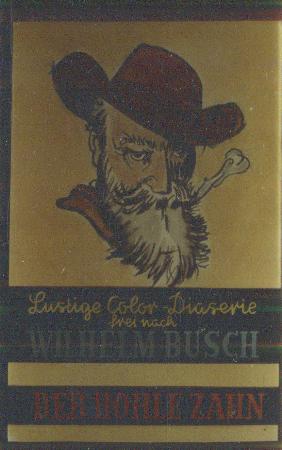 Lustige Color-Diaserie
frei nach
WILHELM BUSCH
DER HOHLE ZAHN